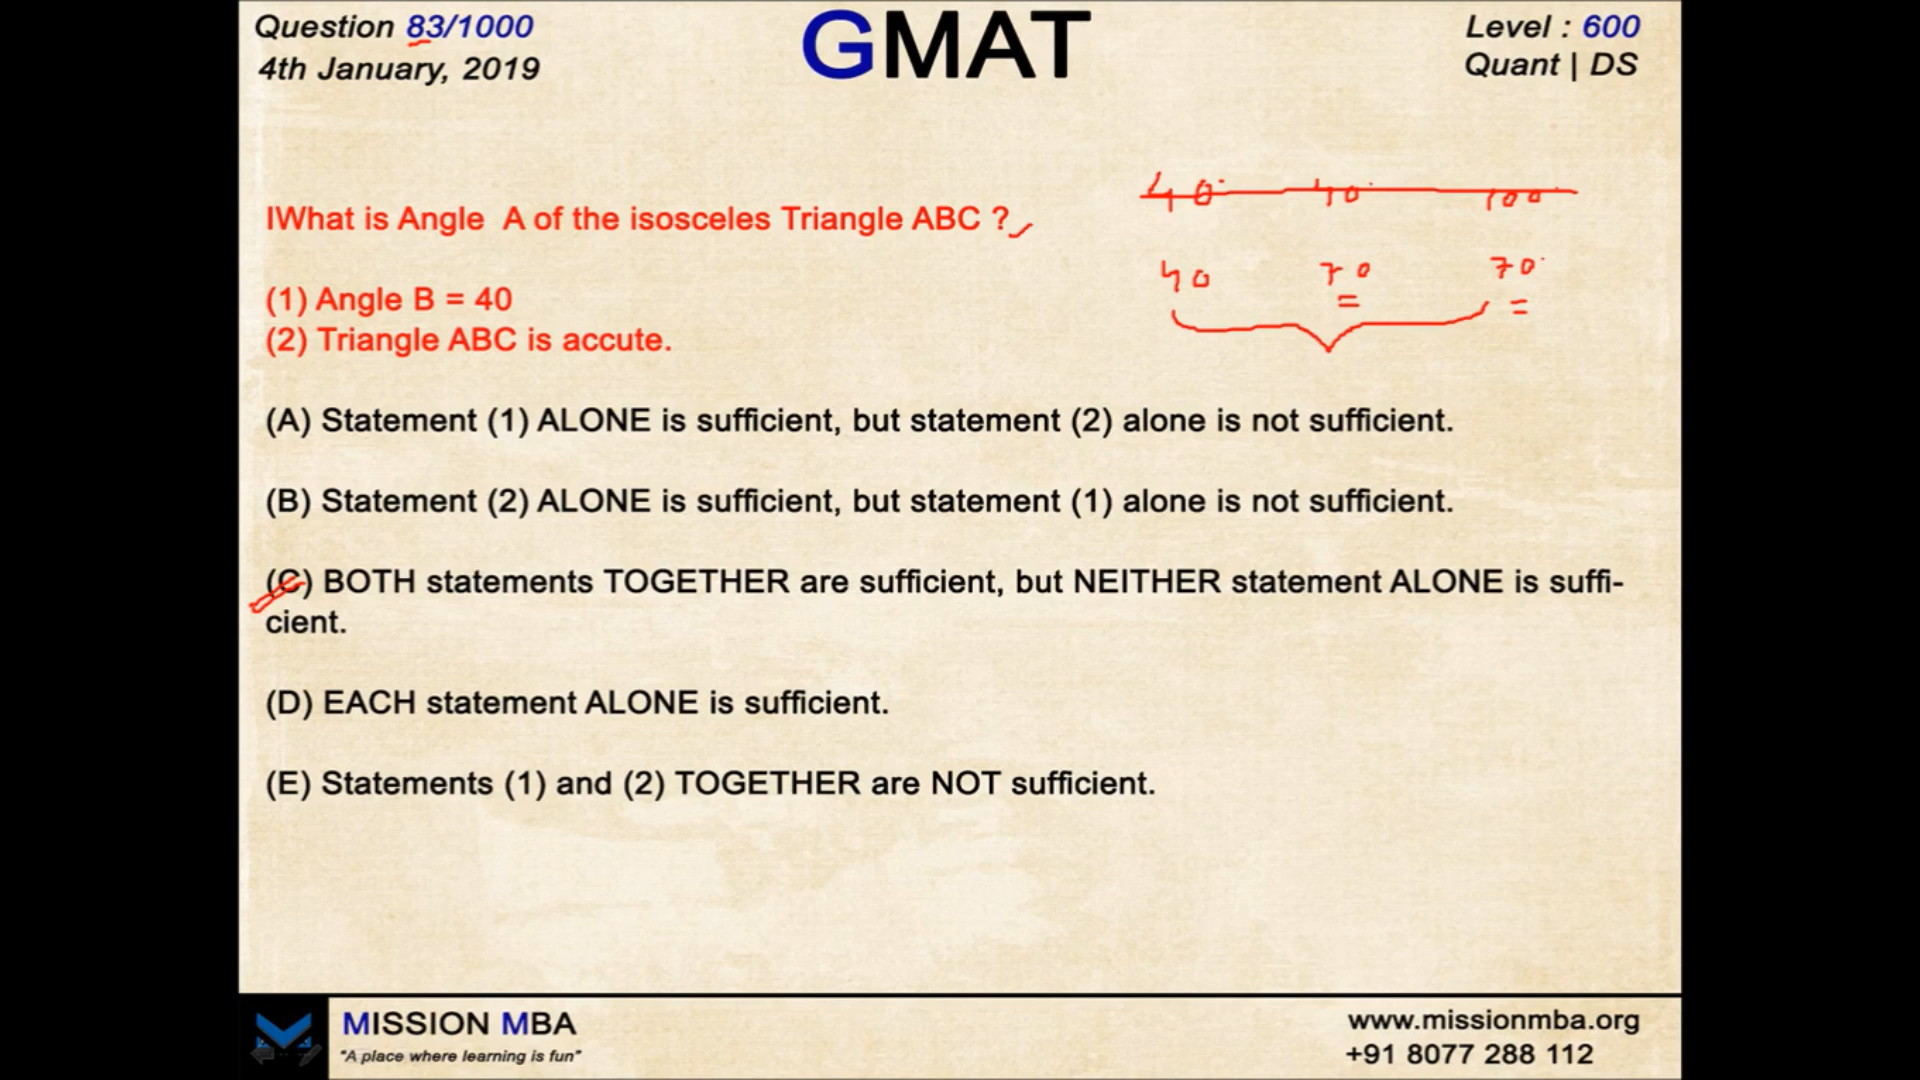 Question 83/1000
4th January, 2019
GMAT
Level : 600
Quant | DS
40° 40° 100°
IWhat is Angle  A of the isosceles Triangle ABC ?
40 70 70°
= =
(1) Angle B = 40
(2) Triangle ABC is accute.
(A) Statement (1) ALONE is sufficient, but statement (2) alone is not sufficient.
(B) Statement (2) ALONE is sufficient, but statement (1) alone is not sufficient.
(C) BOTH statements TOGETHER are sufficient, but NEITHER statement ALONE is suffi-
cient.
(D) EACH statement ALONE is sufficient.
(E) Statements (1) and (2) TOGETHER are NOT sufficient.
MISSION MBA
"A place where learning is fun"
www.missionmba.org
+91 8077 288 112